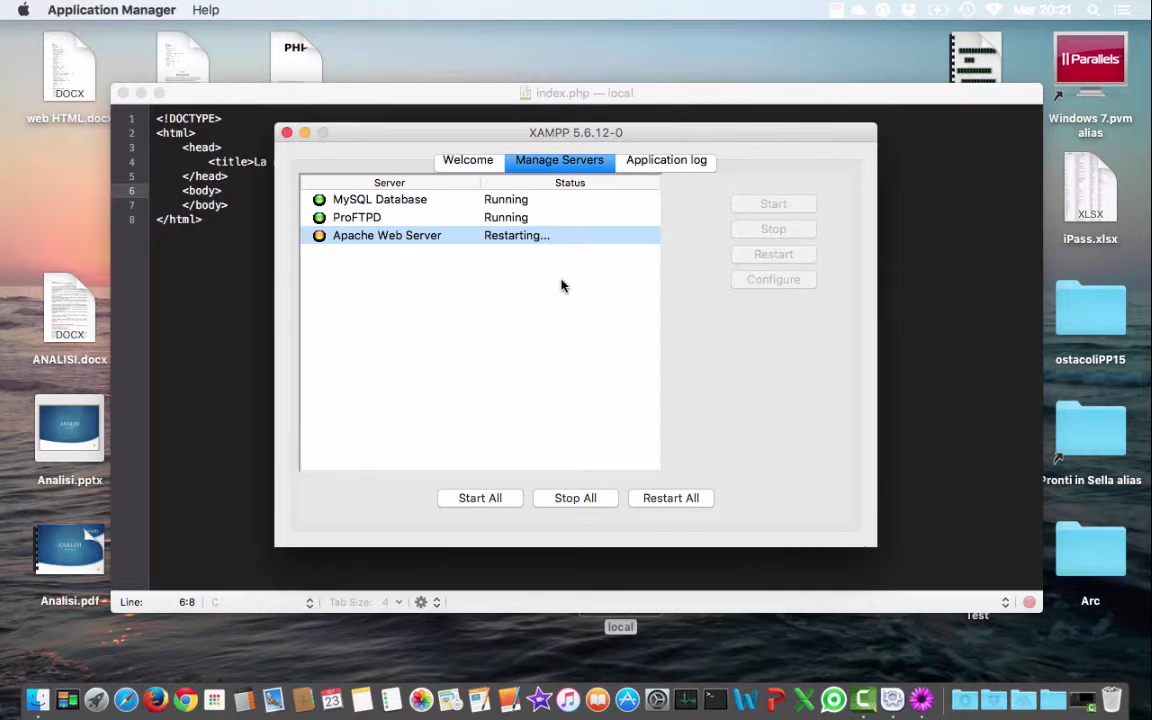 Application Manager Help
Mer 20:21
PHP
DOCX
web HTML.docx
Parallels
Windows 7.pvm
alias
index.php — local
1 <!DOCTYPE>
2 <html>
3 <head>
4 <title>La
5 </head>
6 <body>
7 </body>
8 </html>
XAMPP 5.6.12-0
Welcome Manage Servers Application log
Server Status
MySQL Database Running
ProFTPD Running
Apache Web Server Restarting...
Start
Stop
Restart
Configure
Start All Stop All Restart All
XLSX
iPass.xlsx
DOCX
ANALISI.docx
ostacoliPP15
ANALISI
Analisi.pptx
Pronti in Sella alias
ANALISI
Analisi.pdf
Arc
Line: 6:8 C Tab Size: 4
Test
local
SET
23